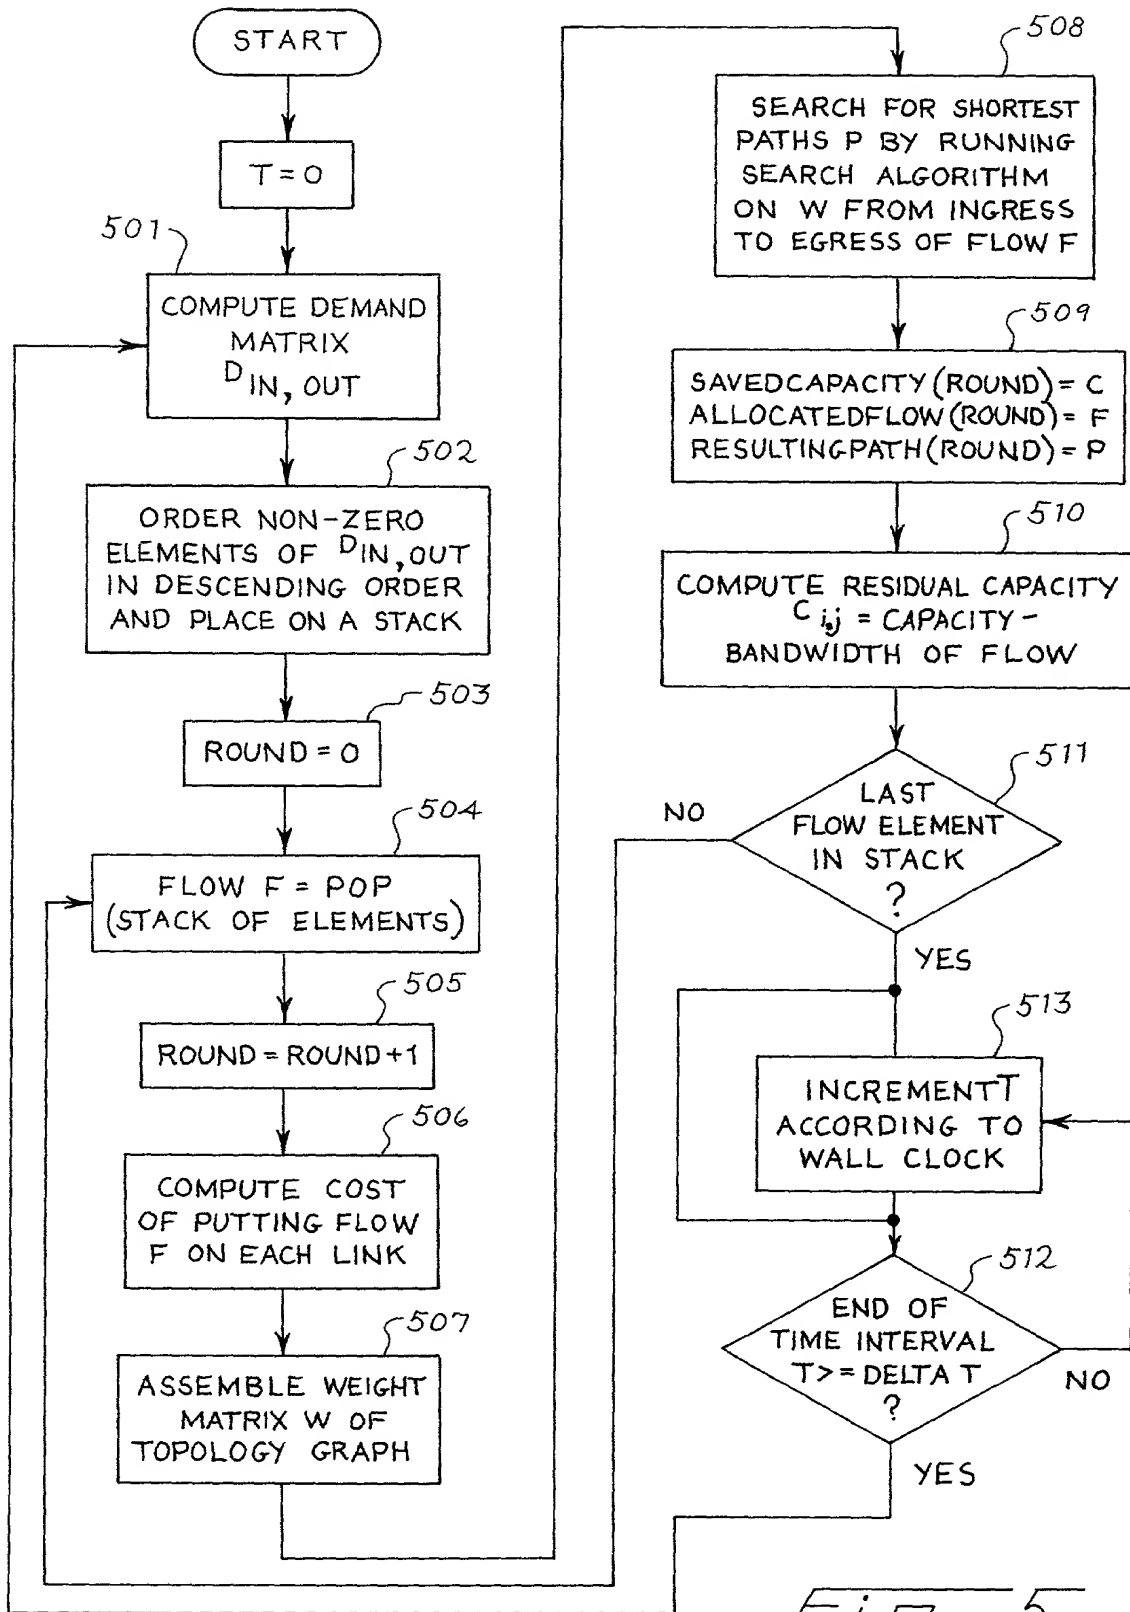 START
T = 0
501
COMPUTE DEMAND
MATRIX
D IN, OUT
502
ORDER NON-ZERO
ELEMENTS OF D IN, OUT
IN DESCENDING ORDER
AND PLACE ON A STACK
503
ROUND = 0
504
FLOW F = POP
(STACK OF ELEMENTS)
505
ROUND = ROUND+1
506
COMPUTE COST
OF PUTTING FLOW
F ON EACH LINK
507
ASSEMBLE WEIGHT
MATRIX W OF
TOPOLOGY GRAPH
508
SEARCH FOR SHORTEST
PATHS P BY RUNNING
SEARCH ALGORITHM
ON W FROM INGRESS
TO EGRESS OF FLOW F
509
SAVEDCAPACITY(ROUND) = C
ALLOCATEDFLOW(ROUND) = F
RESULTINGPATH(ROUND) = P
510
COMPUTE RESIDUAL CAPACITY
C i,j = CAPACITY -
BANDWIDTH OF FLOW
511
LAST
FLOW ELEMENT
IN STACK
?
NO
YES
513
INCREMENT T
ACCORDING TO
WALL CLOCK
512
END OF
TIME INTERVAL
T >= DELTA T
?
NO
YES
Fig. 5